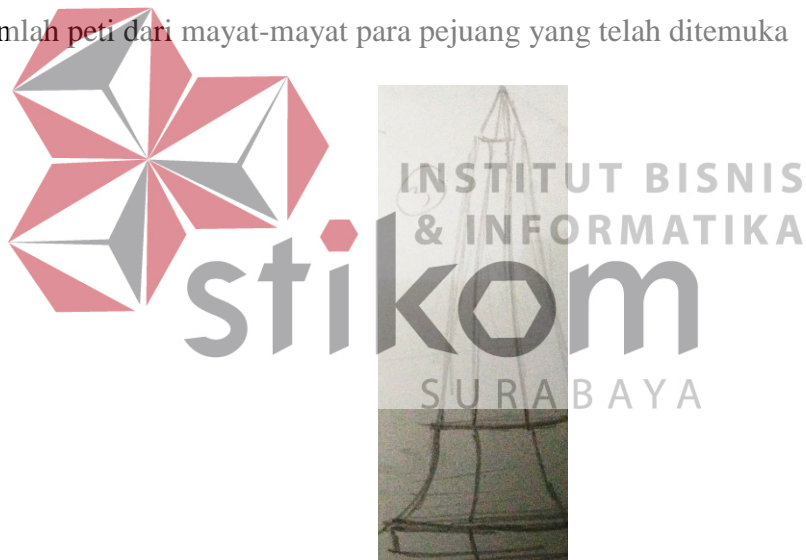 mlah peti dari mayat-mayat para pejuang yang telah ditemuka
INSTITUT BISNIS
& INFORMATIKA
stikom
SURABAYA